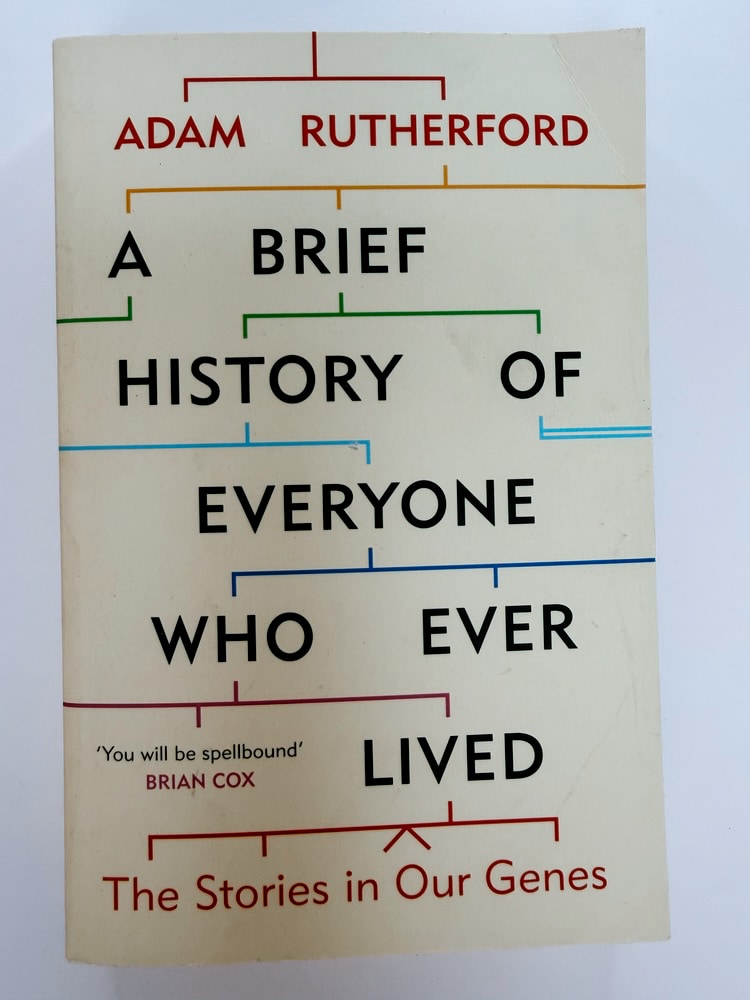 ADAM RUTHERFORD
A BRIEF
HISTORY OF
EVERYONE
WHO EVER
LIVED
'You will be spellbound'
BRIAN COX
The Stories in Our Genes